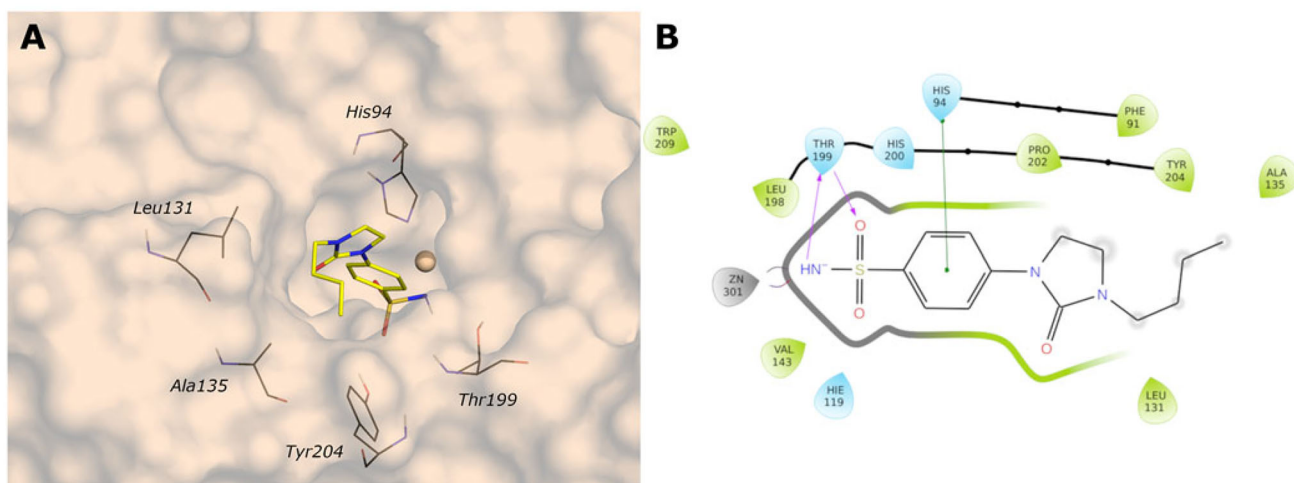 A
His94
Leu131
Ala135
Thr199
Tyr204
B
HIS
94
PHE
91
TRP
209
THR
199
HIS
200
PRO
202
TYR
204
ALA
135
LEU
198
O
HN⁻
S
N
N
ZN
301
O
O
VAL
143
HIE
119
LEU
131